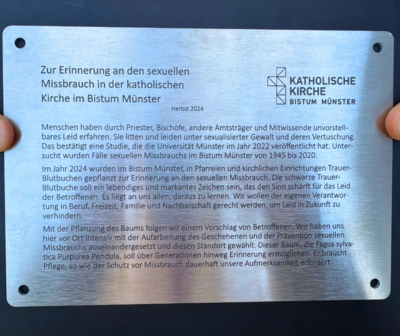 Zur Erinnerung an den sexuellen
Missbrauch in der katholischen
Kirche im Bistum Münster
KATHOLISCHE
KIRCHE
BISTUM MÜNSTER
Herbst 2024
Menschen haben durch Priester, Bischöfe, andere Amtsträger und Mitwissende unvorstell-
bares Leid erfahren. Sie litten und leiden unter sexualisierter Gewalt und deren Vertuschung.
Das bestätigt eine Studie, die die Universität Münster im Jahr 2022 veröffentlicht hat. Unter-
sucht wurden Fälle sexuellen Missbrauchs im Bistum Münster von 1945 bis 2020.
Im Jahr 2024 wurden im Bistum Münster, in Pfarreien und kirchlichen Einrichtungen Trauer-
Blutbuchen gepflanzt zur Erinnerung an den sexuellen Missbrauch. Die schwarze Trauer-
Blutbuche soll ein lebendiges und markantes Zeichen sein, das den Sinn schärft für das Leid
der Betroffenen: Es liegt an uns allen, daraus zu lernen. Wir wollen der eigenen Verantwor-
tung in Beruf, Freizeit, Familie und Nachbarschaft gerecht werden, um Leid in Zukunft zu
verhindern.
Mit der Pflanzung des Baums folgen wir einem Vorschlag von Betroffenen. Wir haben uns
hier vor Ort intensiv mit der Aufarbeitung des Geschehenen und der Prävention sexuellen
Missbrauchs auseinandergesetzt und diesen Standort gewählt. Dieser Baum, die Fagus sylva-
tica Purpurea Pendula, soll über Generationen hinweg Erinnerung ermöglichen. Er braucht
Pflege, so wie der Schutz vor Missbrauch dauerhaft unsere Aufmerksamkeit erfordert.